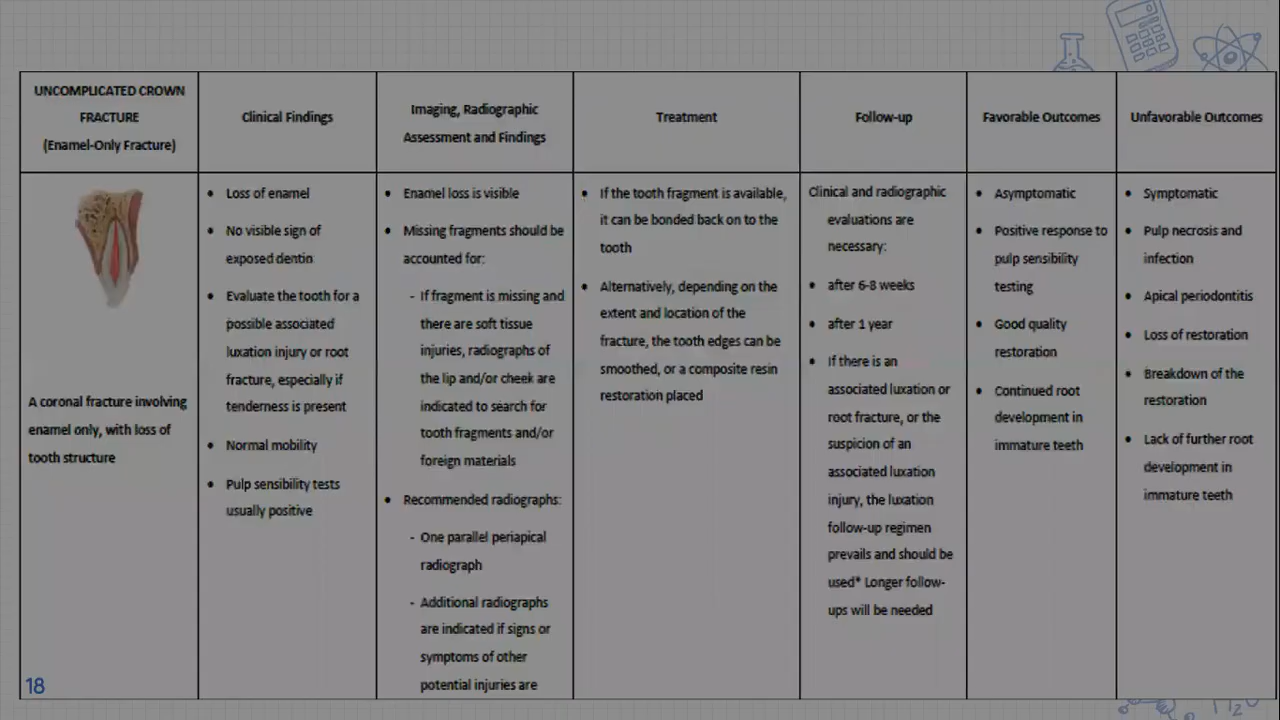 UNCOMPLICATED CROWN
FRACTURE
(Enamel-Only Fracture)
Clinical Findings
Imaging, Radiographic
Assessment and Findings
Treatment
Follow-up
Favorable Outcomes
Unfavorable Outcomes
A coronal fracture involving
enamel only, with loss of
tooth structure
• Loss of enamel
• No visible sign of
exposed dentin
• Evaluate the tooth for a
possible associated
luxation injury or root
fracture, especially if
tenderness is present
• Normal mobility
• Pulp sensibility tests
usually positive
• Enamel loss is visible
• Missing fragments should be
accounted for:
- If fragment is missing and
there are soft tissue
injuries, radiographs of
the lip and/or cheek are
indicated to search for
tooth fragments and/or
foreign materials
• Recommended radiographs:
- One parallel periapical
radiograph
- Additional radiographs
are indicated if signs or
symptoms of other
potential injuries are
• If the tooth fragment is available,
it can be bonded back on to the
tooth
• Alternatively, depending on the
extent and location of the
fracture, the tooth edges can be
smoothed, or a composite resin
restoration placed
Clinical and radiographic
evaluations are
necessary:
• after 6-8 weeks
• after 1 year
• If there is an
associated luxation or
root fracture, or the
suspicion of an
associated luxation
injury, the luxation
follow-up regimen
prevails and should be
used* Longer follow-
ups will be needed
• Asymptomatic
• Positive response to
pulp sensibility
testing
• Good quality
restoration
• Continued root
development in
immature teeth
• Symptomatic
• Pulp necrosis and
infection
• Apical periodontitis
• Loss of restoration
• Breakdown of the
restoration
• Lack of further root
development in
immature teeth
18
H₂O